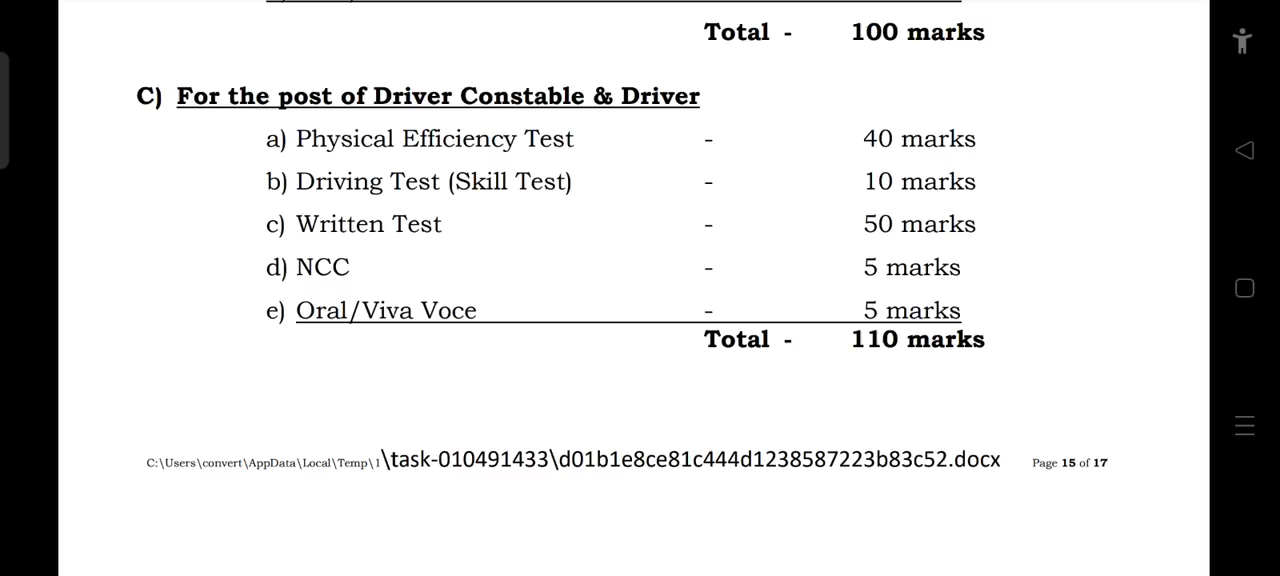 Total - 100 marks
C) For the post of Driver Constable & Driver
a) Physical Efficiency Test - 40 marks
b) Driving Test (Skill Test) - 10 marks
c) Written Test - 50 marks
d) NCC - 5 marks
e) Oral/Viva Voce - 5 marks
Total - 110 marks
C:\Users\convert\AppData\Local\Temp\1\task-010491433\d01b1e8ce81c444d1238587223b83c52.docx Page 15 of 17